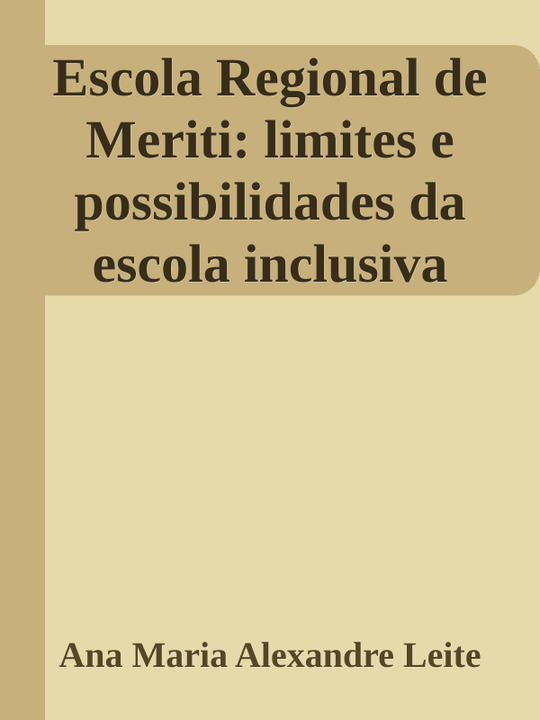 Escola Regional de
Meriti: limites e
possibilidades da
escola inclusiva
Ana Maria Alexandre Leite